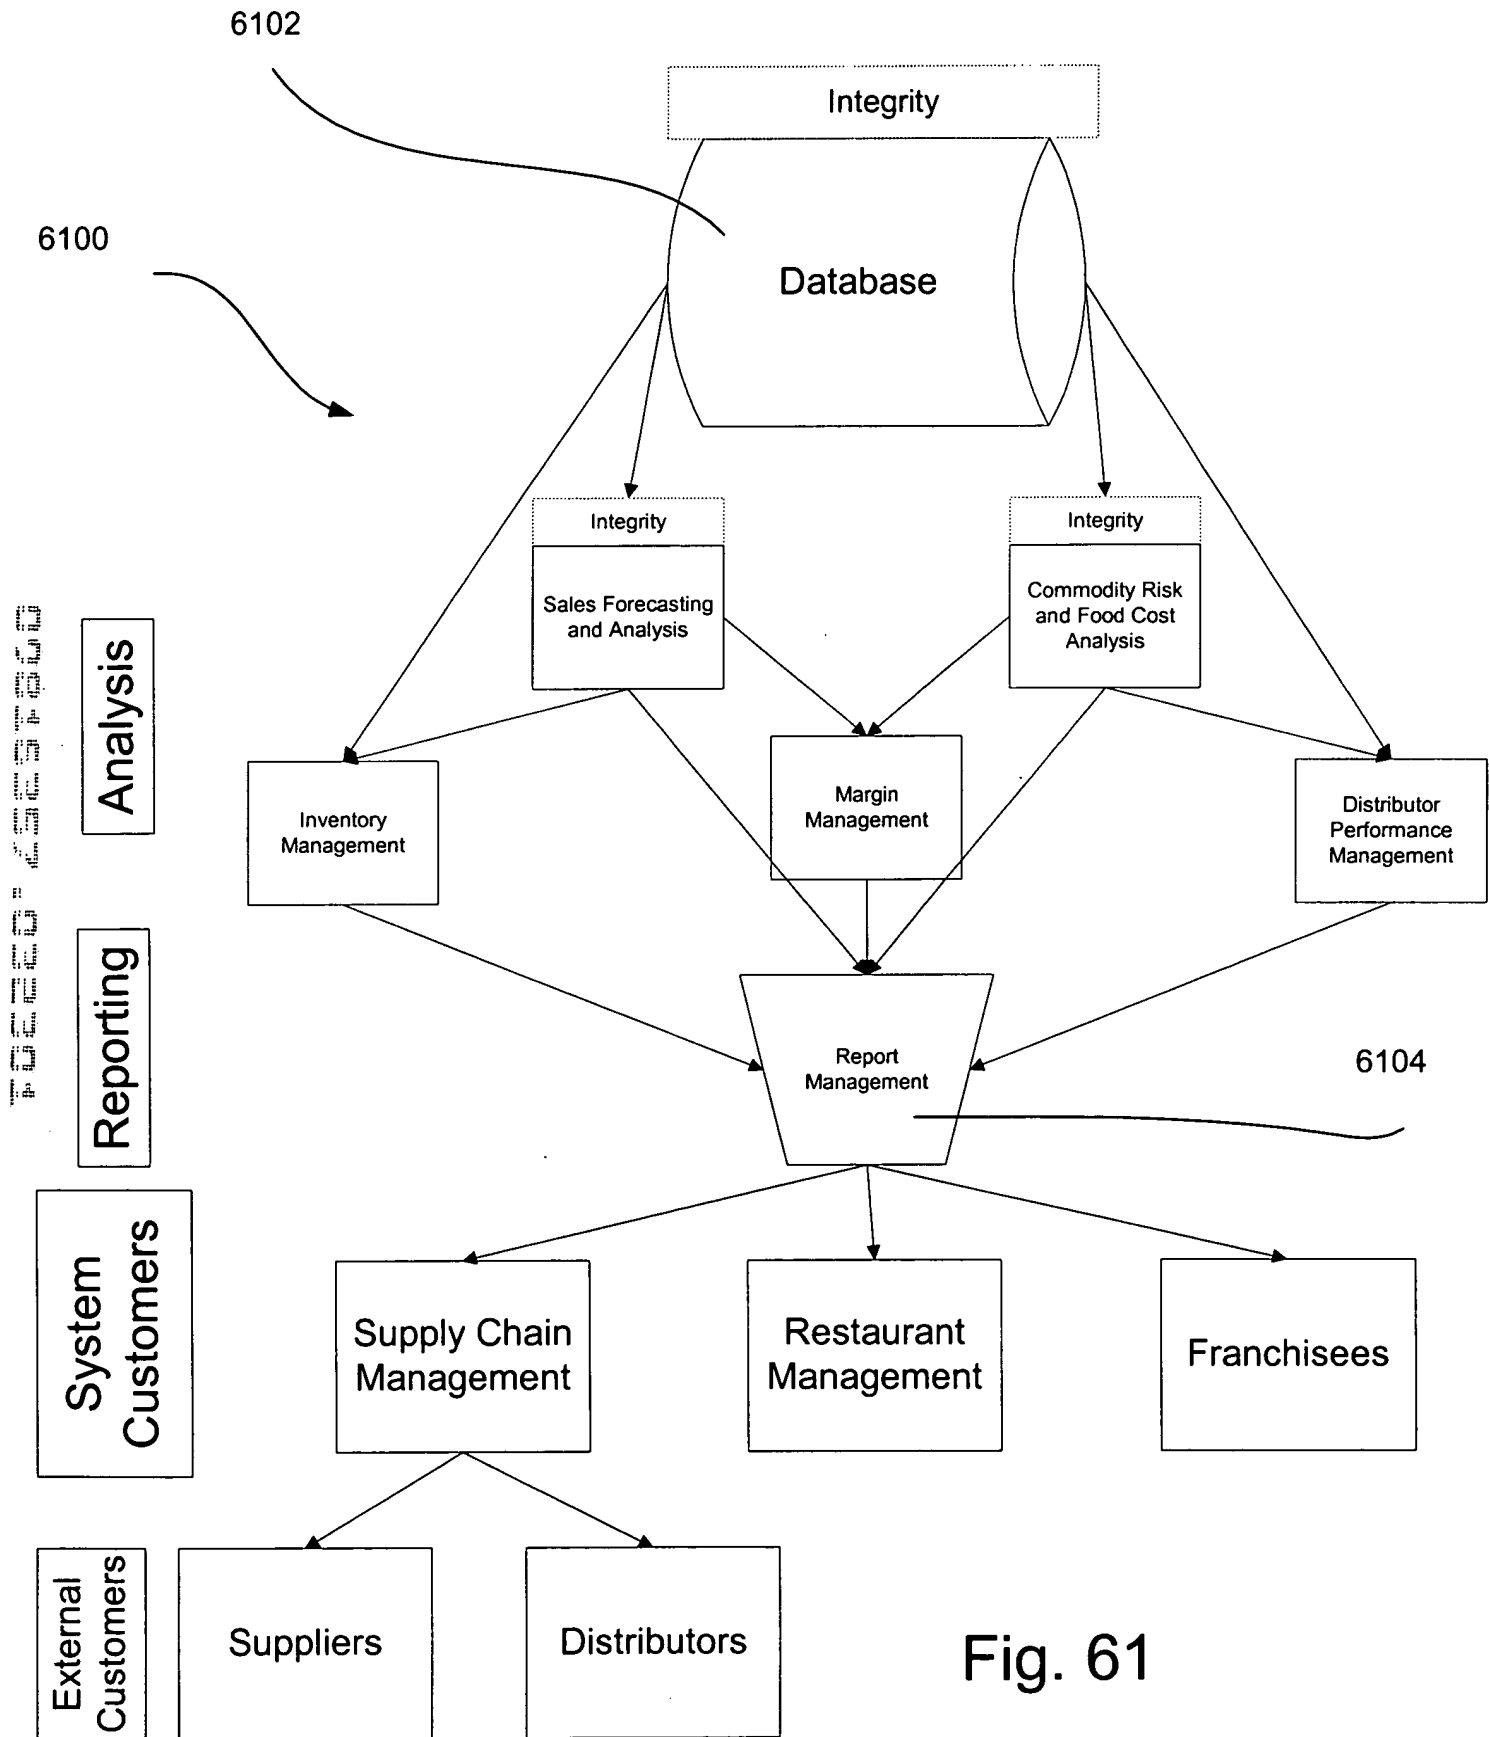 6102
Integrity
6100
Database
Integrity
Integrity
Sales Forecasting
and Analysis
Commodity Risk
and Food Cost
Analysis
Analysis
Inventory
Management
Margin
Management
Distributor
Performance
Management
Reporting
Report
Management
6104
System
Customers
Supply Chain
Management
Restaurant
Management
Franchisees
External
Customers
Suppliers
Distributors
Fig. 61